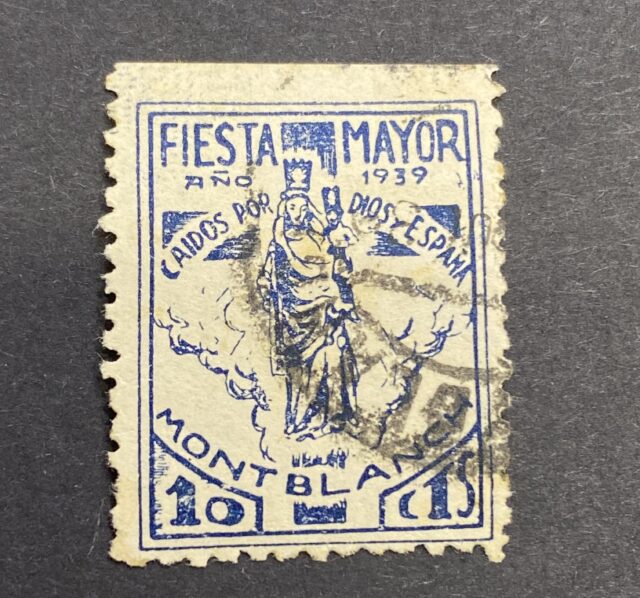 FIESTA MAYOR
AÑO 1939
CAIDOS POR DIOS, ESPAÑA
MONTBLANCH
10 CTS